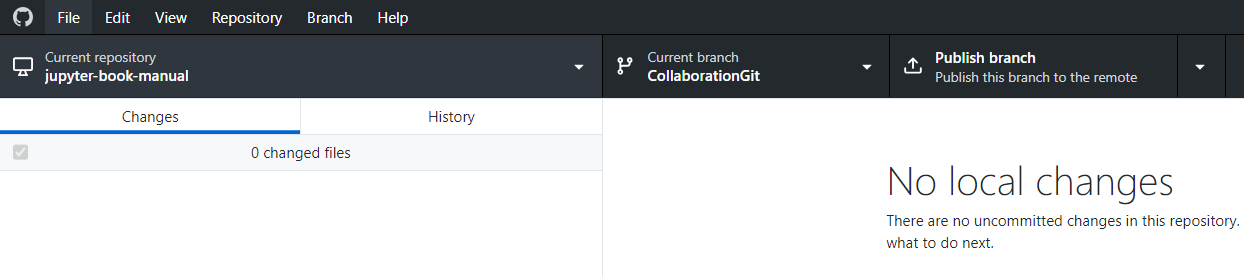 File Edit View Repository Branch Help
Current repository
jupyter-book-manual
Current branch
CollaborationGit
Publish branch
Publish this branch to the remote
Changes
History
0 changed files
No local changes
There are no uncommitted changes in this repository.
what to do next.